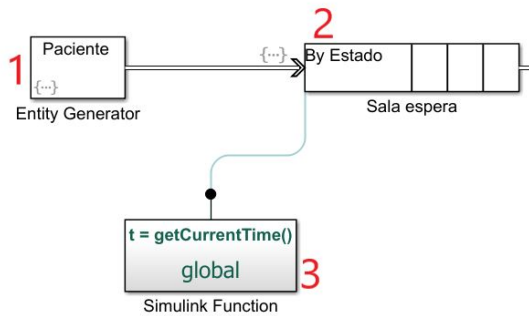 2
Paciente
{...}
By Estado
1
{...}
Entity Generator
Sala espera
t = getCurrentTime()
global
3
Simulink Function